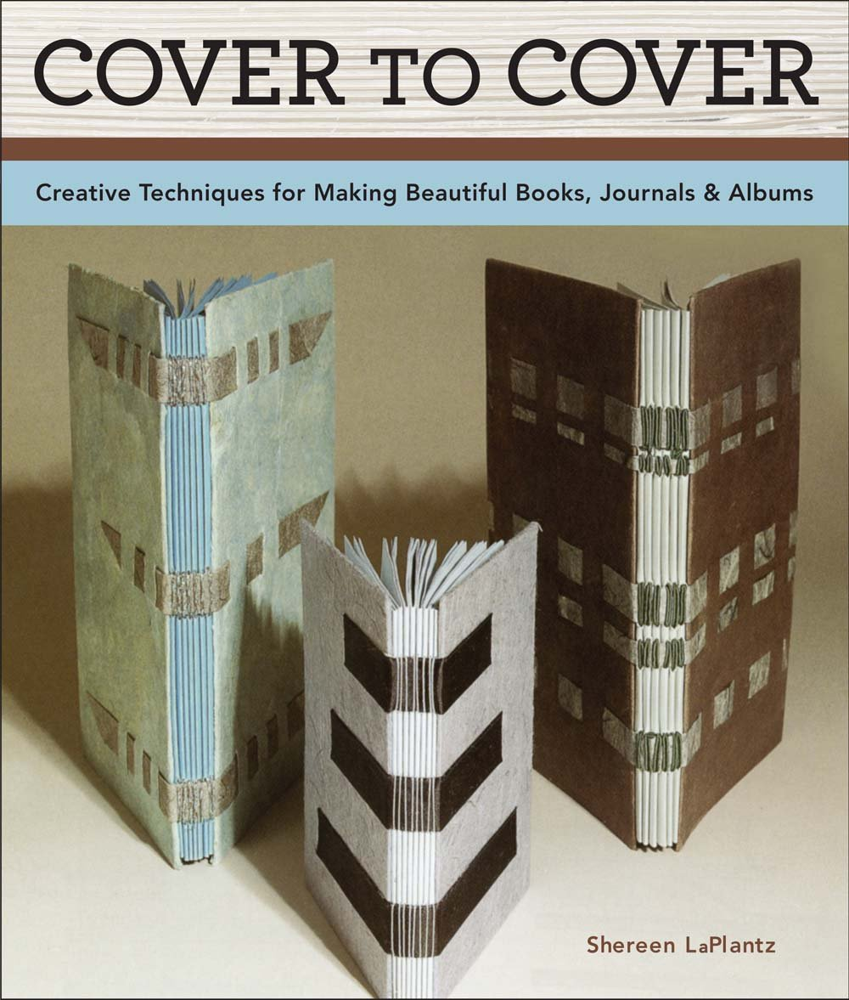 COVER TO COVER
Creative Techniques for Making Beautiful Books, Journals & Albums
Shereen LaPlantz